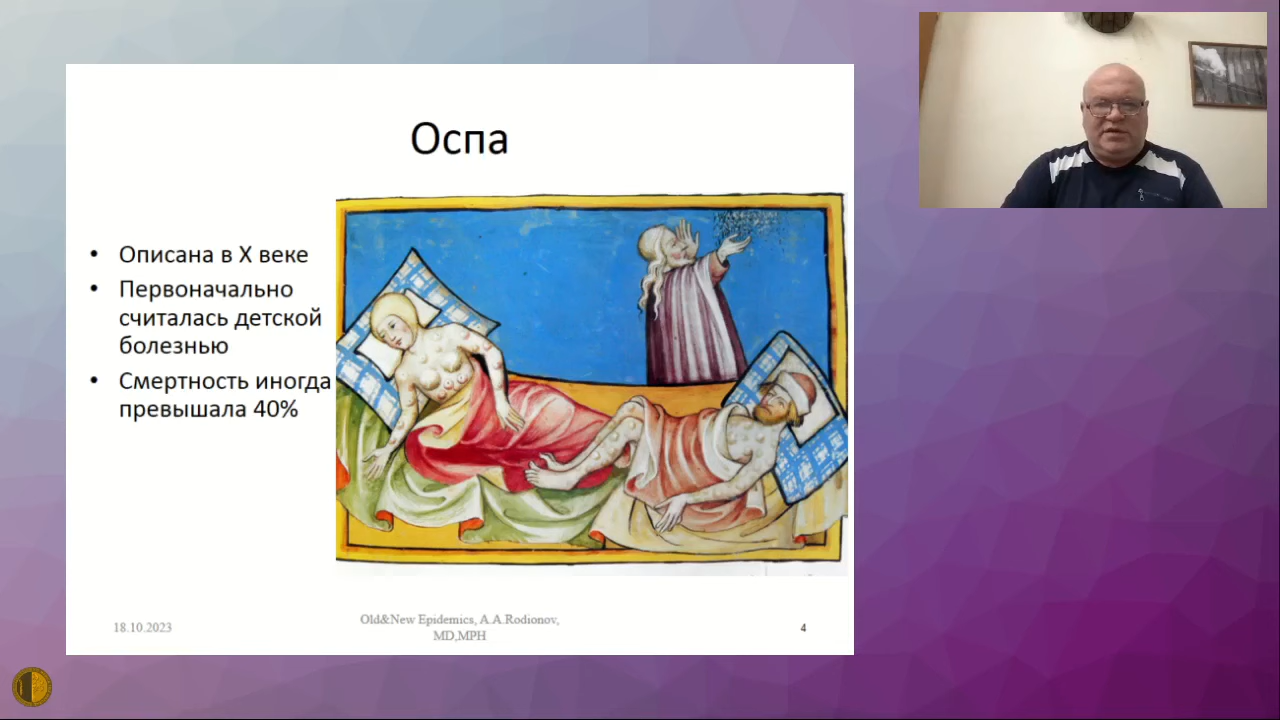 Оспа
• Описана в X веке
• Первоначально
считалась детской
болезнью
• Смертность иногда
превышала 40%
18.10.2023
Old&New Epidemics, A.A.Rodionov,
MD,MPH
4